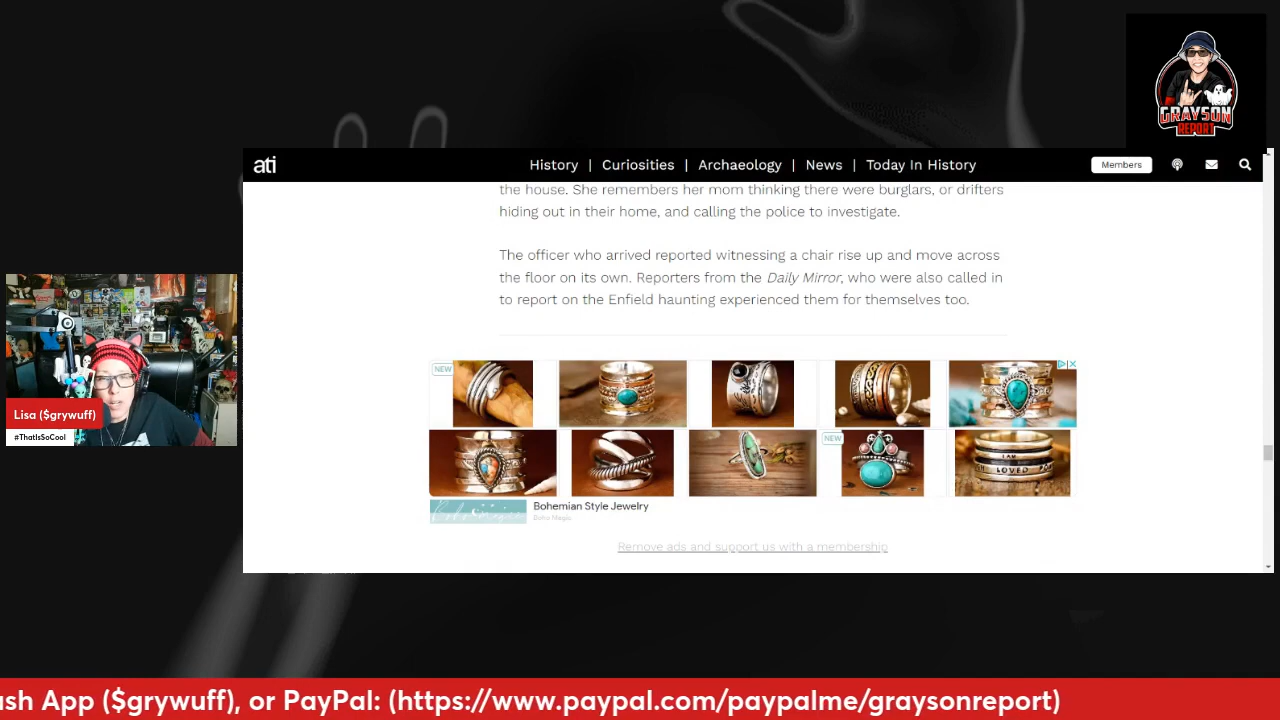 GRAYSON
REPORT
ati
History | Curiosities | Archaeology | News | Today In History
Members
the house. She remembers her mom thinking there were burglars, or drifters
hiding out in their home, and calling the police to investigate.
The officer who arrived reported witnessing a chair rise up and move across
the floor on its own. Reporters from the Daily Mirror, who were also called in
to report on the Enfield haunting experienced them for themselves too.
NEW
NEW
I AM
LOVED
Bohemian Style Jewelry
Boho Magic
Remove ads and support us with a membership
Lisa ($grywuff)
#ThatIsSoCool
ash App ($grywuff), or PayPal: (https://www.paypal.com/paypalme/graysonreport)